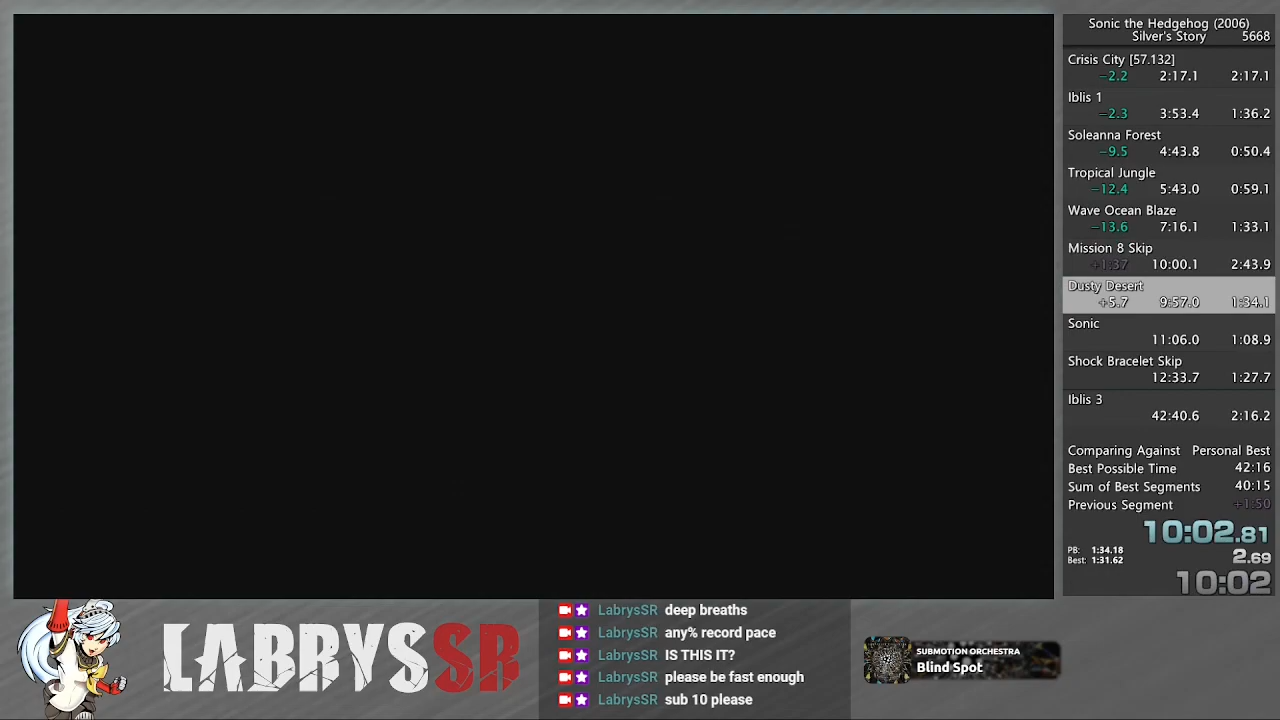 Sonic the Hedgehog (2006)
Silver's Story 5668
Crisis City [57.132]
−2.2 2:17.1 2:17.1
Iblis 1
−2.3 3:53.4 1:36.2
Soleanna Forest
−9.5 4:43.8 0:50.4
Tropical Jungle
−12.4 5:43.0 0:59.1
Wave Ocean Blaze
−13.6 7:16.1 1:33.1
Mission 8 Skip
+1:37 10:00.1 2:43.9
Dusty Desert
+5.7 9:57.0 1:34.1
Sonic
11:06.0 1:08.9
Shock Bracelet Skip
12:33.7 1:27.7
Iblis 3
42:40.6 2:16.2
Comparing Against Personal Best
Best Possible Time 42:16
Sum of Best Segments 40:15
Previous Segment +1:50
10:02.81
PB: 1:34.18
Best: 1:31.62
2.69
10:02
LABRYSSR
LabrysSR deep breaths
LabrysSR any% record pace
LabrysSR IS THIS IT?
LabrysSR please be fast enough
LabrysSR sub 10 please
SUBMOTION ORCHESTRA
Blind Spot